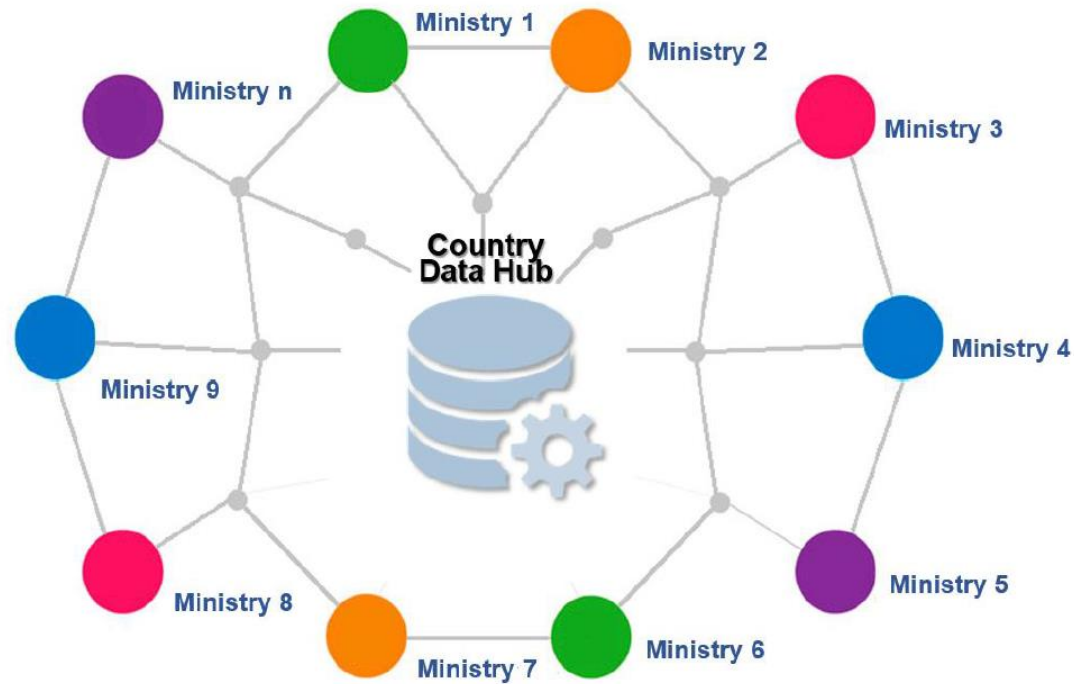 Ministry 1
Ministry 2
Ministry n
Ministry 3
Country
Data Hub
Ministry 4
Ministry 9
Ministry 5
Ministry 8
Ministry 6
Ministry 7